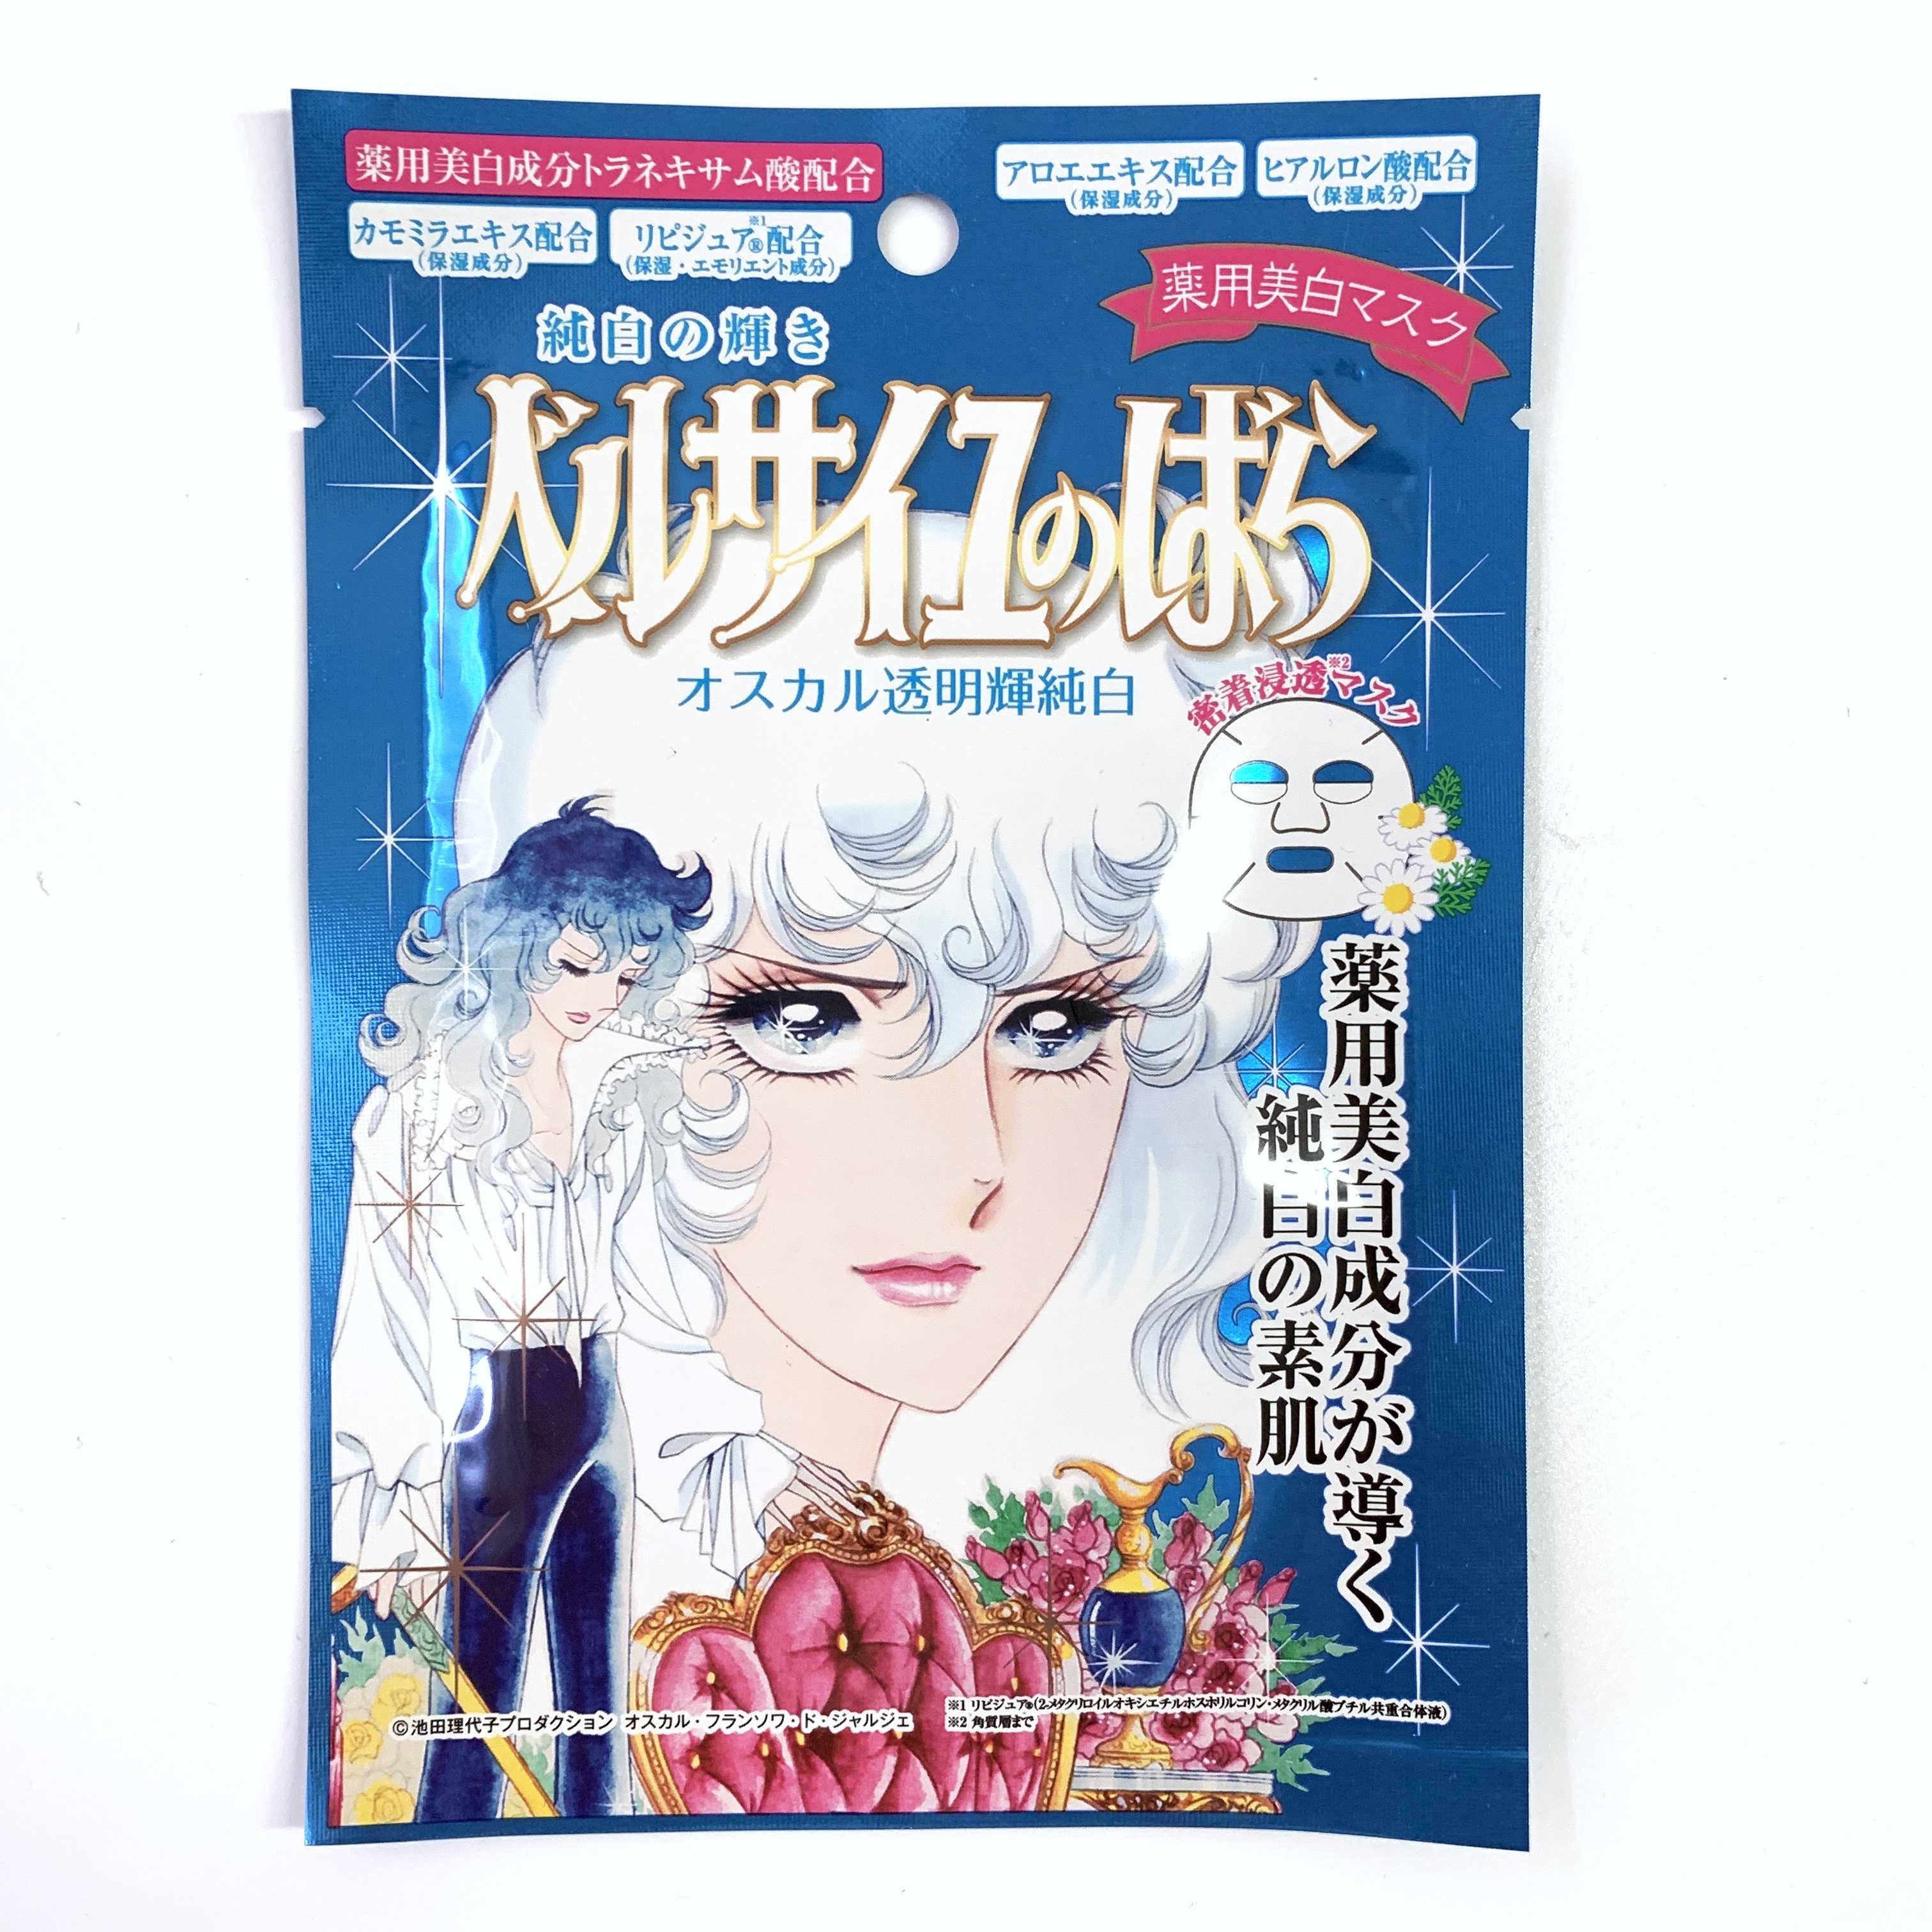 薬用美白成分トラネキサム酸配合
アロエエキス配合
(保湿成分)
ヒアルロン酸配合
(保湿成分)
カモミラエキス配合
(保湿成分)
リピジュア®※1配合
(保湿・エモリエント成分)
薬用美白マスク
純白の輝き
ベルサイユのばら
オスカル透明輝純白
密着浸透※2マスク
薬用美白成分が導く
純白の素肌
©池田理代子プロダクション オスカル・フランソワ・ド・ジャルジェ
※1 リピジュア®(2-メタクリロイルオキシエチルホスホリルコリン・メタクリル酸ブチル共重合体液)
※2 角質層まで